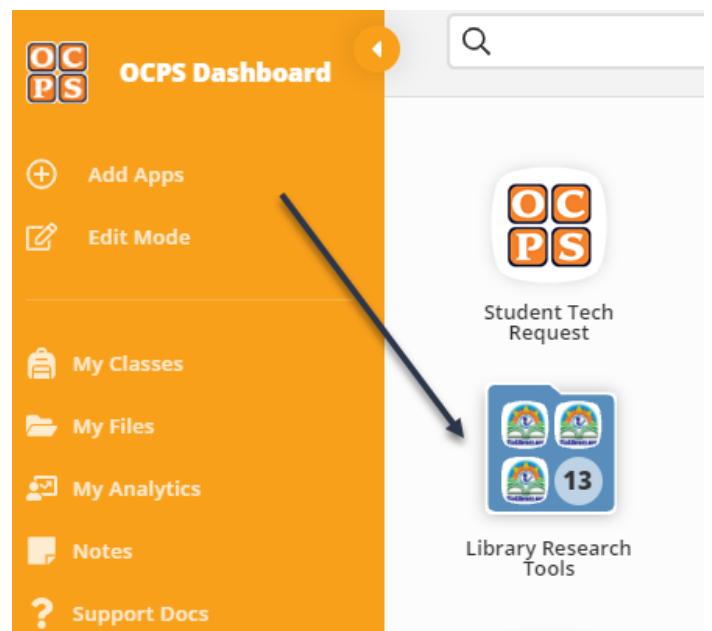 OC
PS
OCPS Dashboard
Add Apps
Edit Mode
My Classes
My Files
My Analytics
Notes
Support Docs
OC
PS
Student Tech
Request
13
Library Research
Tools